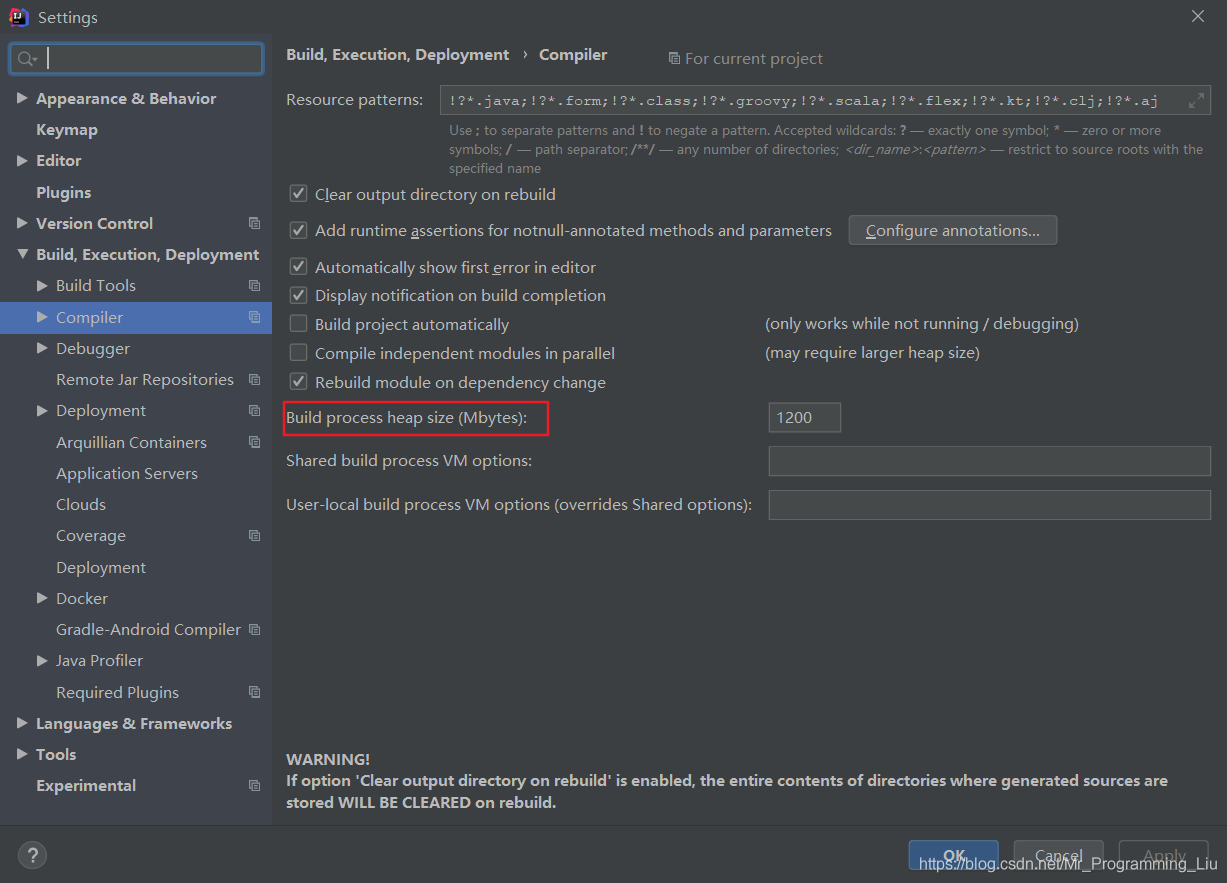 Settings
Appearance & Behavior
Keymap
Editor
Plugins
Version Control
Build, Execution, Deployment
Build Tools
Compiler
Debugger
Remote Jar Repositories
Deployment
Arquillian Containers
Application Servers
Clouds
Coverage
Deployment
Docker
Gradle-Android Compiler
Java Profiler
Required Plugins
Languages & Frameworks
Tools
Experimental
Build, Execution, Deployment › Compiler For current project
Resource patterns: !?*.java;!?*.form;!?*.class;!?*.groovy;!?*.scala;!?*.flex;!?*.kt;!?*.clj;!?*.aj
Use ; to separate patterns and ! to negate a pattern. Accepted wildcards: ? — exactly one symbol; * — zero or more
symbols; / — path separator; /**/ — any number of directories; <dir_name>:<pattern> — restrict to source roots with the
specified name
Clear output directory on rebuild
Add runtime assertions for notnull-annotated methods and parameters Configure annotations...
Automatically show first error in editor
Display notification on build completion
Build project automatically (only works while not running / debugging)
Compile independent modules in parallel (may require larger heap size)
Rebuild module on dependency change
Build process heap size (Mbytes): 1200
Shared build process VM options:
User-local build process VM options (overrides Shared options):
WARNING!
If option 'Clear output directory on rebuild' is enabled, the entire contents of directories where generated sources are
stored WILL BE CLEARED on rebuild.
? OK Cancel Apply
https://blog.csdn.net/Mr_Programming_Liu